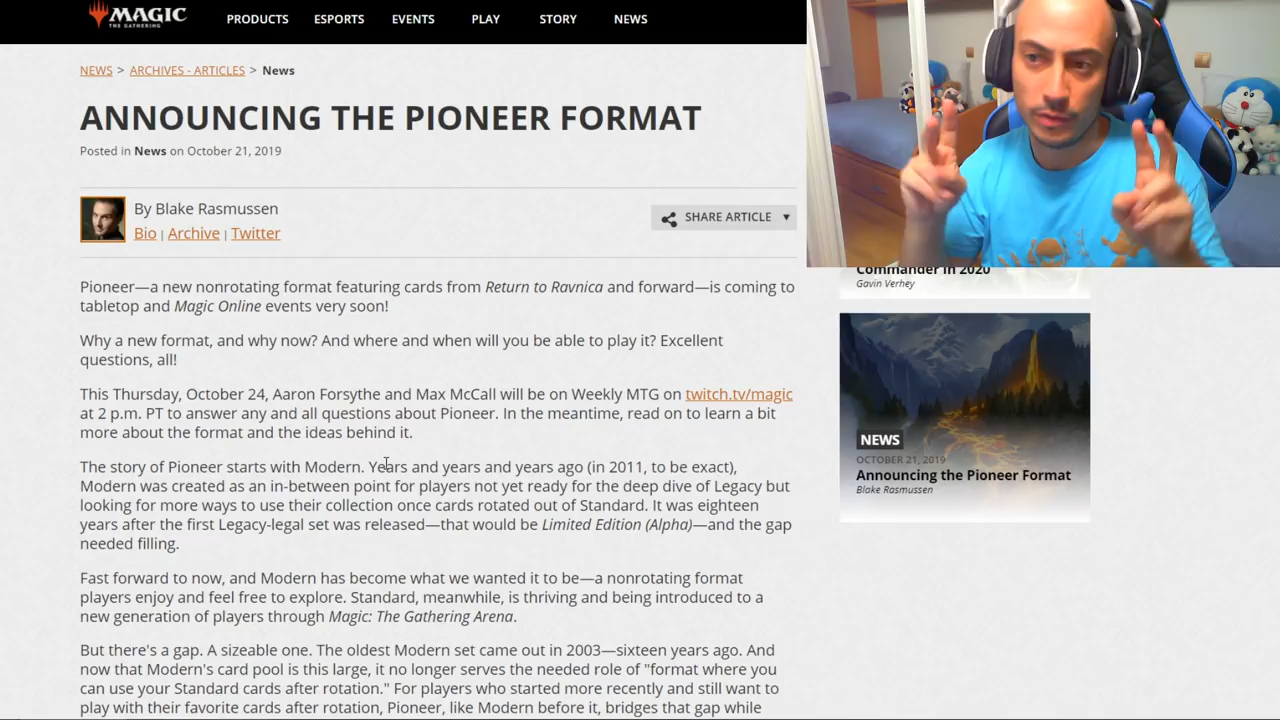 MAGIC
THE GATHERING
PRODUCTS ESPORTS EVENTS PLAY STORY NEWS
NEWS > ARCHIVES - ARTICLES > News
ANNOUNCING THE PIONEER FORMAT
Posted in News on October 21, 2019
By Blake Rasmussen
Bio | Archive | Twitter
SHARE ARTICLE ▼
Pioneer—a new nonrotating format featuring cards from Return to Ravnica and forward—is coming to
tabletop and Magic Online events very soon!
Why a new format, and why now? And where and when will you be able to play it? Excellent
questions, all!
This Thursday, October 24, Aaron Forsythe and Max McCall will be on Weekly MTG on twitch.tv/magic
at 2 p.m. PT to answer any and all questions about Pioneer. In the meantime, read on to learn a bit
more about the format and the ideas behind it.
The story of Pioneer starts with Modern. Years and years and years ago (in 2011, to be exact),
Modern was created as an in-between point for players not yet ready for the deep dive of Legacy but
looking for more ways to use their collection once cards rotated out of Standard. It was eighteen
years after the first Legacy-legal set was released—that would be Limited Edition (Alpha)—and the gap
needed filling.
Fast forward to now, and Modern has become what we wanted it to be—a nonrotating format
players enjoy and feel free to explore. Standard, meanwhile, is thriving and being introduced to a
new generation of players through Magic: The Gathering Arena.
But there's a gap. A sizeable one. The oldest Modern set came out in 2003—sixteen years ago. And
now that Modern's card pool is this large, it no longer serves the needed role of "format where you
can use your Standard cards after rotation." For players who started more recently and still want to
play with their favorite cards after rotation, Pioneer, like Modern before it, bridges that gap while
Commander in 2020
Gavin Verhey
NEWS
OCTOBER 21, 2019
Announcing the Pioneer Format
Blake Rasmussen